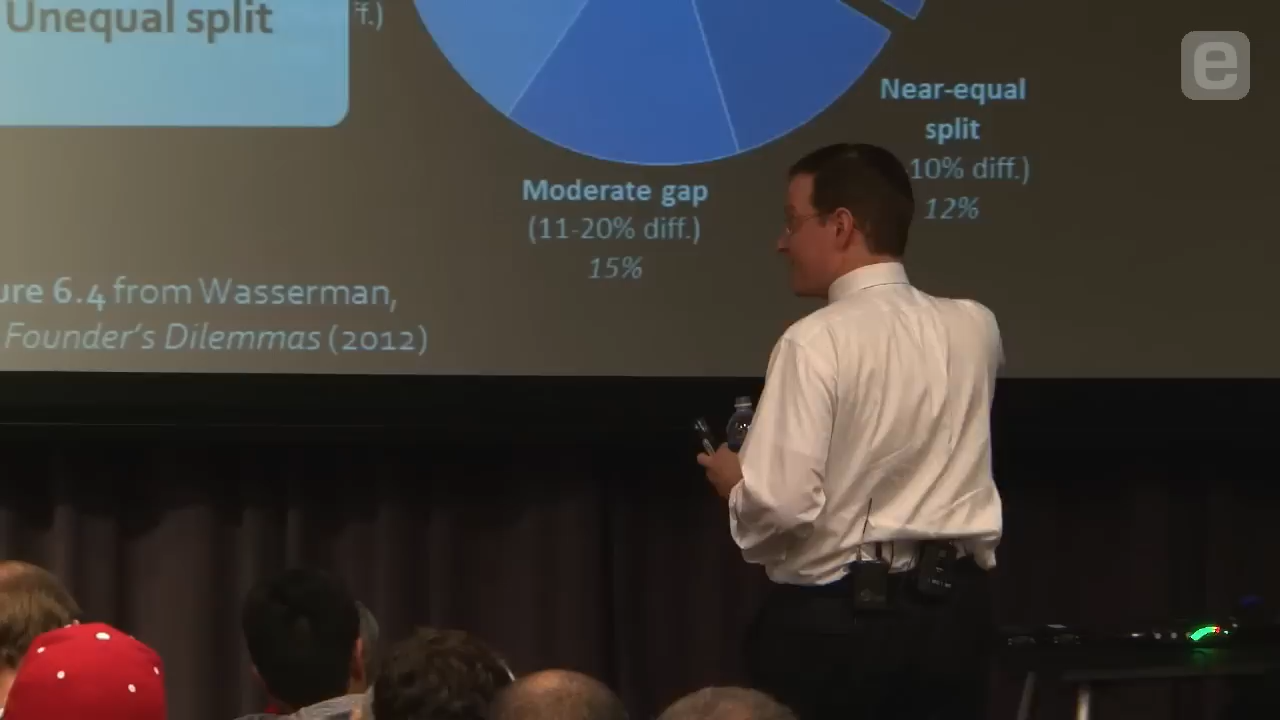 Unequal split
f.)
Near-equal
split
10% diff.)
12%
Moderate gap
(11-20% diff.)
15%
ure 6.4 from Wasserman,
Founder's Dilemmas (2012)
e